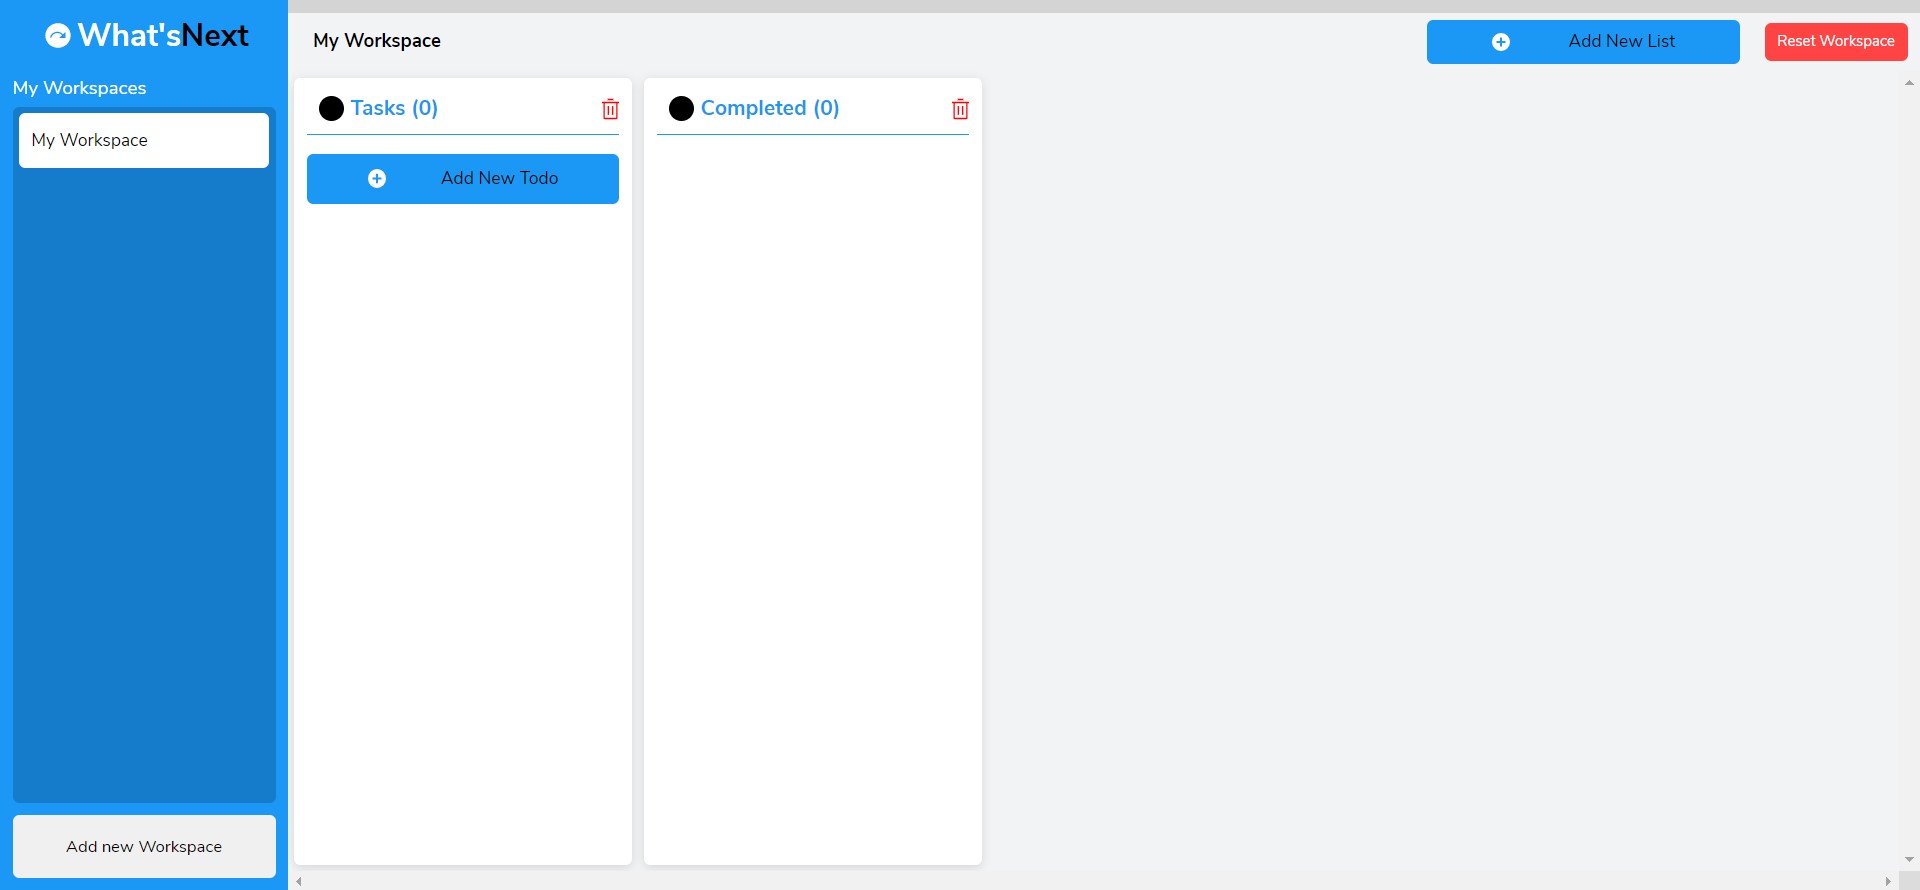 What'sNext
My Workspaces
My Workspace
Add new Workspace
My Workspace
Add New List
Reset Workspace
Tasks (0)
Add New Todo
Completed (0)